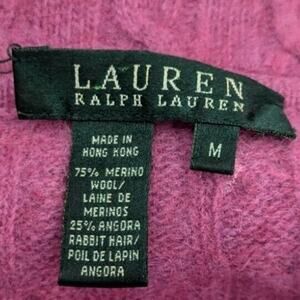 LAUREN
RALPH LAUREN
M
MADE IN
HONG KONG
75% MERINO
WOOL/
LAINE DE
MERINOS
25% ANGORA
RABBIT HAIR/
POIL DE LAPIN
ANGORA